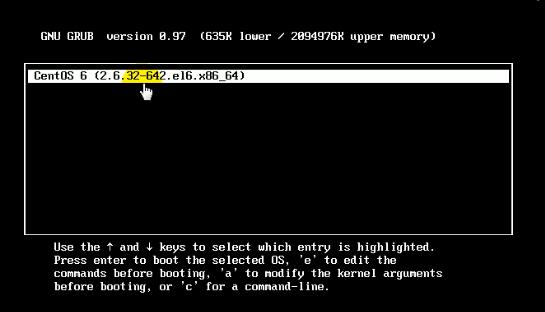 GNU GRUB version 0.97 (635K lower / 2094976K upper memory)
CentOS 6 (2.6.32-642.el6.x86_64)
Use the ↑ and ↓ keys to select which entry is highlighted.
Press enter to boot the selected OS, 'e' to edit the
commands before booting, 'a' to modify the kernel arguments
before booting, or 'c' for a command-line.